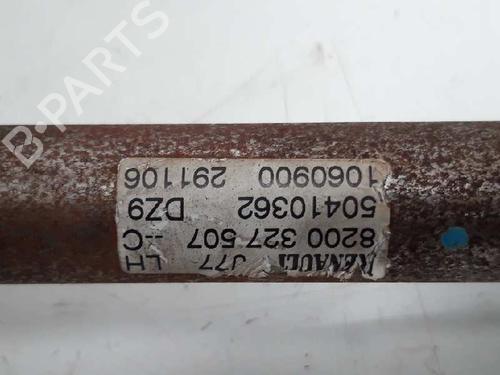 RENAULT J77 LH
8200 327 507 --C
50410362 DZ9
1060900 291106
B-PARTS